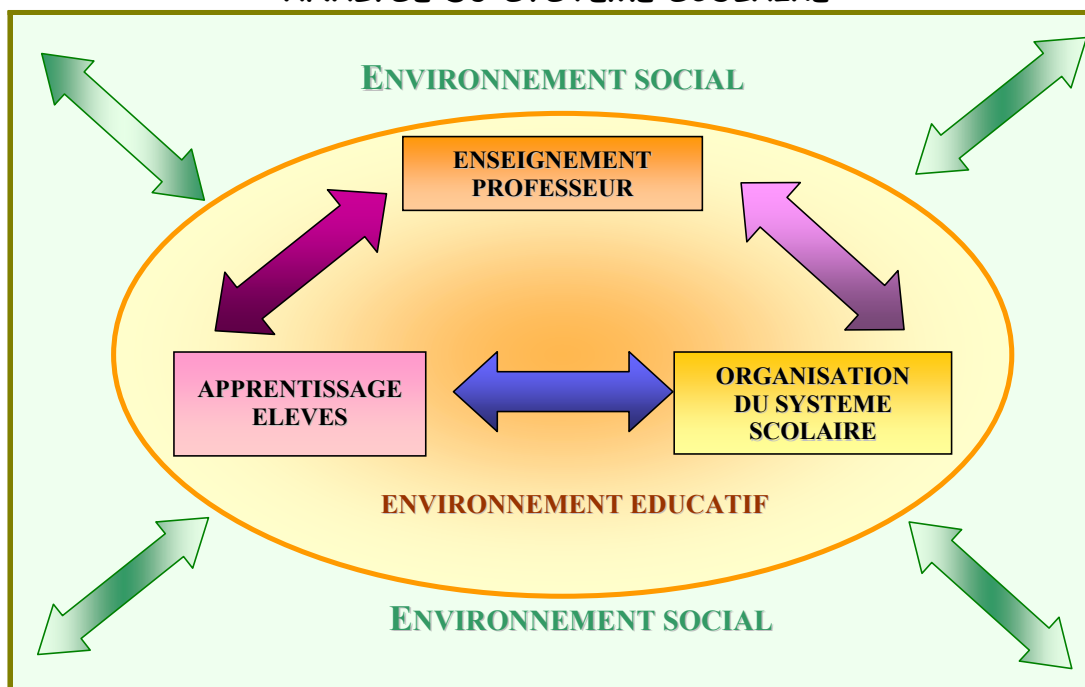 ENVIRONNEMENT SOCIAL
ENSEIGNEMENT
PROFESSEUR
APPRENTISSAGE
ELEVES
ORGANISATION
DU SYSTEME
SCOLAIRE
ENVIRONNEMENT EDUCATIF
ENVIRONNEMENT SOCIAL